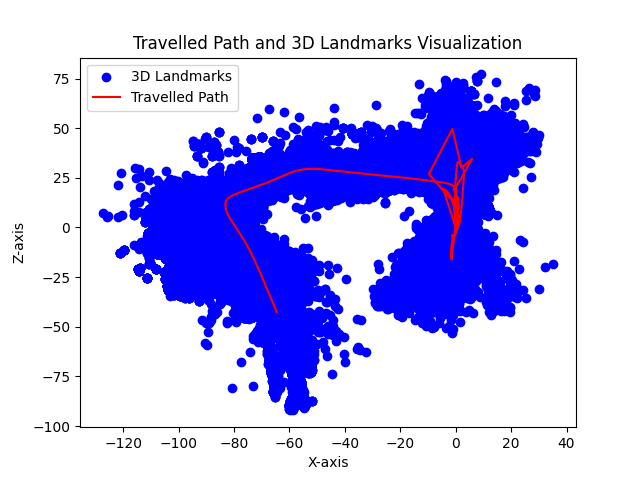 Travelled Path and 3D Landmarks Visualization
3D Landmarks
Travelled Path
75
50
25
0
−25
−50
−75
−100
Z-axis
−120 −100 −80 −60 −40 −20 0 20 40
X-axis